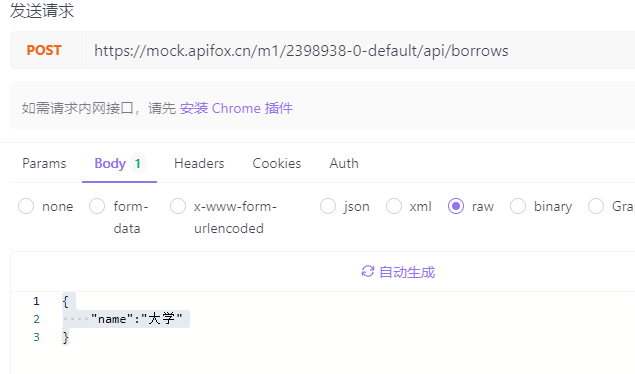 发送请求
POST https://mock.apifox.cn/m1/2398938-0-default/api/borrows
如需请求内网接口，请先 安装 Chrome 插件
Params Body 1 Headers Cookies Auth
none form-data x-www-form-urlencoded json xml raw binary Gra
自动生成
1 {
2 "name":"大学"
3 }